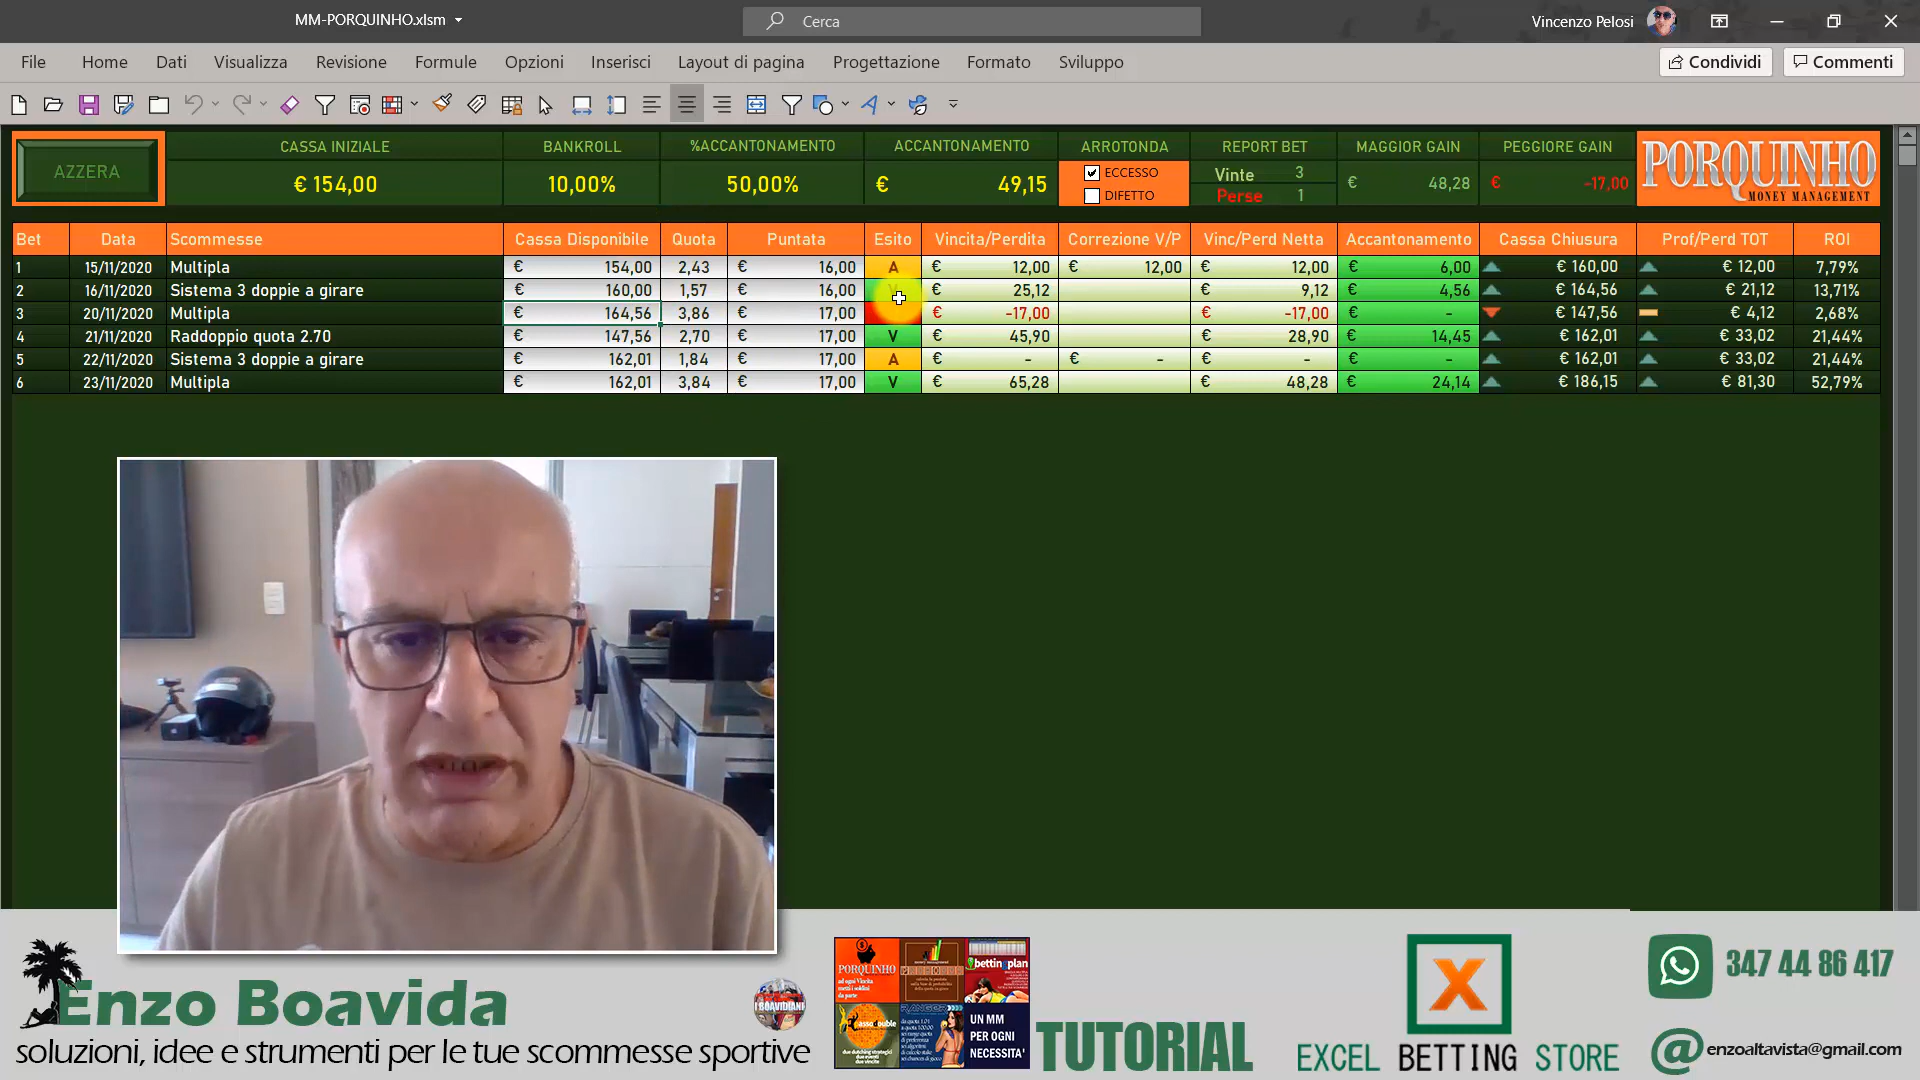 MM-PORQUINHO.xlsm
Cerca
Vincenzo Pelosi
File Home Dati Visualizza Revisione Formule Opzioni Inserisci Layout di pagina Progettazione Formato Sviluppo Condividi Commenti
AZZERA
CASSA INIZIALE BANKROLL %ACCANTONAMENTO ACCANTONAMENTO ARROTONDA REPORT BET MAGGIOR GAIN PEGGIORE GAIN
€ 154,00 10,00% 50,00% € 49,15
ECCESSO
DIFETTO
Vinte 3
Perse 1
€ 48,28 € -17,00
PORQUINHO
MONEY MANAGEMENT
Bet Data Scommesse Cassa Disponibile Quota Puntata Esito Vincita/Perdita Correzione V/P Vinc/Perd Netta Accantonamento Cassa Chiusura Prof/Perd TOT ROI
1 15/11/2020 Multipla € 154,00 2,43 € 16,00 A € 12,00 € 12,00 € 12,00 € 6,00 € 160,00 € 12,00 7,79%
2 16/11/2020 Sistema 3 doppie a girare € 160,00 1,57 € 16,00 € 25,12 € 9,12 € 4,56 € 164,56 € 21,12 13,71%
3 20/11/2020 Multipla € 164,56 3,86 € 17,00 € -17,00 € -17,00 € - € 147,56 € 4,12 2,68%
4 21/11/2020 Raddoppio quota 2.70 € 147,56 2,70 € 17,00 V € 45,90 € 28,90 € 14,45 € 162,01 € 33,02 21,44%
5 22/11/2020 Sistema 3 doppie a girare € 162,01 1,84 € 17,00 A € - € - € - € - € 162,01 € 33,02 21,44%
6 23/11/2020 Multipla € 162,01 3,84 € 17,00 V € 65,28 € 48,28 € 24,14 € 186,15 € 81,30 52,79%
Enzo Boavida
soluzioni, idee e strumenti per le tue scommesse sportive
I BOAVIDIANI
PORQUINHO
ad ogni
Vincita
metti i soldini
da parte
bettingplan
RANGER
UN MM
PER OGNI
NECESSITA'
TUTORIAL
X
EXCEL BETTING STORE
347 44 86 417
@ enzoaltavista@gmail.com